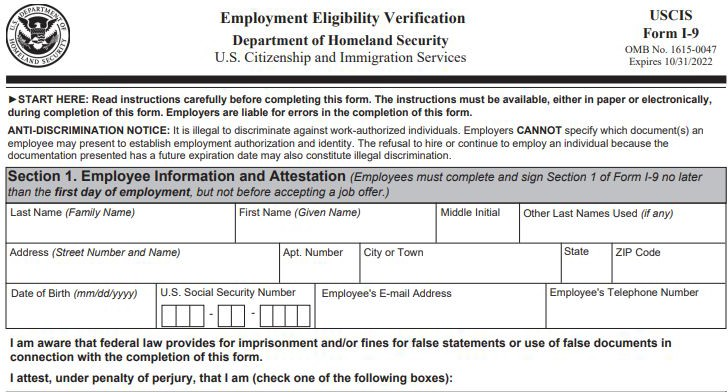 U.S. DEPARTMENT OF HOMELAND SECURITY
Employment Eligibility Verification
Department of Homeland Security
U.S. Citizenship and Immigration Services
USCIS
Form I-9
OMB No. 1615-0047
Expires 10/31/2022
►START HERE: Read instructions carefully before completing this form. The instructions must be available, either in paper or electronically,
during completion of this form. Employers are liable for errors in the completion of this form.
ANTI-DISCRIMINATION NOTICE: It is illegal to discriminate against work-authorized individuals. Employers CANNOT specify which document(s) an
employee may present to establish employment authorization and identity. The refusal to hire or continue to employ an individual because the
documentation presented has a future expiration date may also constitute illegal discrimination.
Section 1. Employee Information and Attestation (Employees must complete and sign Section 1 of Form I-9 no later
than the first day of employment, but not before accepting a job offer.)
Last Name (Family Name) First Name (Given Name) Middle Initial Other Last Names Used (if any)
Address (Street Number and Name) Apt. Number City or Town State ZIP Code
Date of Birth (mm/dd/yyyy) U.S. Social Security Number Employee's E-mail Address Employee's Telephone Number
- -
I am aware that federal law provides for imprisonment and/or fines for false statements or use of false documents in
connection with the completion of this form.
I attest, under penalty of perjury, that I am (check one of the following boxes):